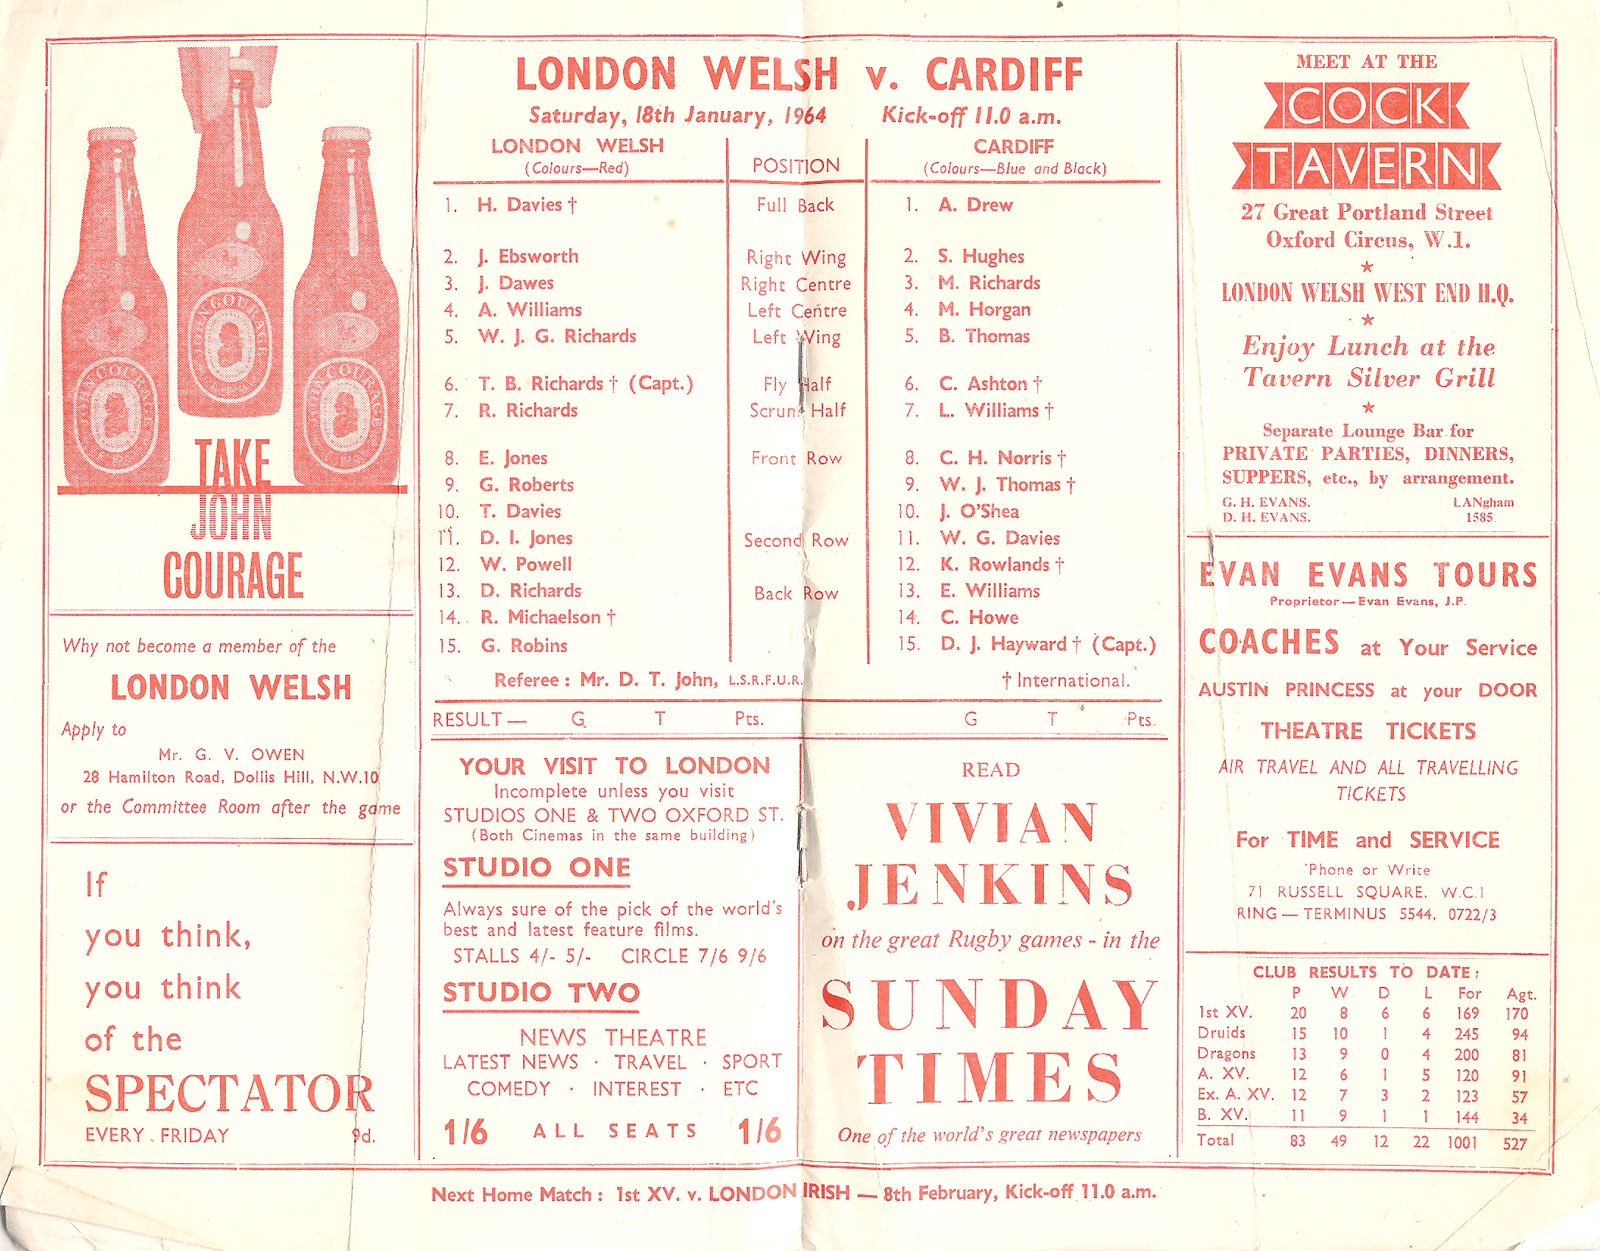 LONDON WELSH v. CARDIFF
Saturday, 18th January, 1964 Kick-off 11.0 a.m.
LONDON WELSH POSITION CARDIFF
(Colours—Red) (Colours—Blue and Black)
1. H. Davies † Full Back 1. A. Drew
2. J. Ebsworth Right Wing 2. S. Hughes
3. J. Dawes Right Centre 3. M. Richards
4. A. Williams Left Centre 4. M. Horgan
5. W. J. G. Richards Left Wing 5. B. Thomas
6. T. B. Richards † (Capt.) Fly Half 6. C. Ashton †
7. R. Richards Scrum Half 7. L. Williams †
8. E. Jones Front Row 8. C. H. Norris †
9. G. Roberts 9. W. J. Thomas †
10. T. Davies 10. J. O'Shea
11. D. I. Jones Second Row 11. W. G. Davies
12. W. Powell 12. K. Rowlands †
13. D. Richards Back Row 13. E. Williams
14. R. Michaelson † 14. C. Howe
15. G. Robins 15. D. J. Hayward † (Capt.)
Referee : Mr. D. T. John, L.S.R.F.U.R. † International.
RESULT — G T Pts. G T Pts.
JOHN COURAGE
JOHN COURAGE
JOHN COURAGE
TAKE
JOHN
COURAGE
Why not become a member of the
LONDON WELSH
Apply to
Mr. G. V. OWEN
28 Hamilton Road, Dollis Hill, N.W.10
or the Committee Room after the game
If
you think,
you think
of the
SPECTATOR
EVERY FRIDAY 9d.
YOUR VISIT TO LONDON
Incomplete unless you visit
STUDIOS ONE & TWO OXFORD ST.
(Both Cinemas in the same building)
STUDIO ONE
Always sure of the pick of the world's
best and latest feature films.
STALLS 4/- 5/- CIRCLE 7/6 9/6
STUDIO TWO
NEWS THEATRE
LATEST NEWS · TRAVEL · SPORT
COMEDY · INTEREST · ETC
1/6 ALL SEATS 1/6
READ
VIVIAN
JENKINS
on the great Rugby games - in the
SUNDAY
TIMES
One of the world's great newspapers
MEET AT THE
COCK
TAVERN
27 Great Portland Street
Oxford Circus, W.1.
★
LONDON WELSH WEST END H.Q.
★
Enjoy Lunch at the
Tavern Silver Grill
★
Separate Lounge Bar for
PRIVATE PARTIES, DINNERS,
SUPPERS, etc., by arrangement.
G. H. EVANS. LANgham
D. H. EVANS. 1585.
EVAN EVANS TOURS
Proprietor — Evan Evans, J.P.
COACHES at Your Service
AUSTIN PRINCESS at your DOOR
THEATRE TICKETS
AIR TRAVEL AND ALL TRAVELLING
TICKETS
For TIME and SERVICE
'Phone or Write
71 RUSSELL SQUARE. W.C.1
RING — TERMINUS 5544, 0722/3
CLUB RESULTS TO DATE :
P W D L For Agt.
1st XV. 20 8 6 6 169 170
Druids 15 10 1 4 245 94
Dragons 13 9 0 4 200 81
A. XV. 12 6 1 5 120 91
Ex. A. XV. 12 7 3 2 123 57
B. XV. 11 9 1 1 144 34
Total 83 49 12 22 1001 527
Next Home Match : 1st XV. v. LONDON IRISH — 8th February, Kick-off 11.0 a.m.